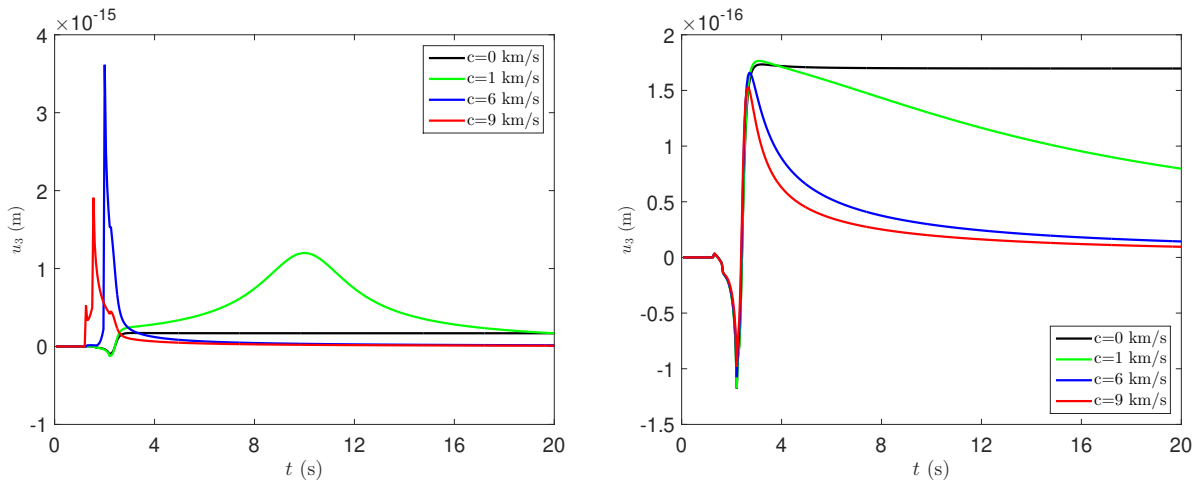 ×10⁻¹⁵
4
3
2
1
0
-1
u₃ (m)
c=0 km/s
c=1 km/s
c=6 km/s
c=9 km/s
0 4 8 12 16 20
t (s)
×10⁻¹⁶
2
1.5
1
0.5
0
-0.5
-1
-1.5
u₃ (m)
c=0 km/s
c=1 km/s
c=6 km/s
c=9 km/s
0 4 8 12 16 20
t (s)